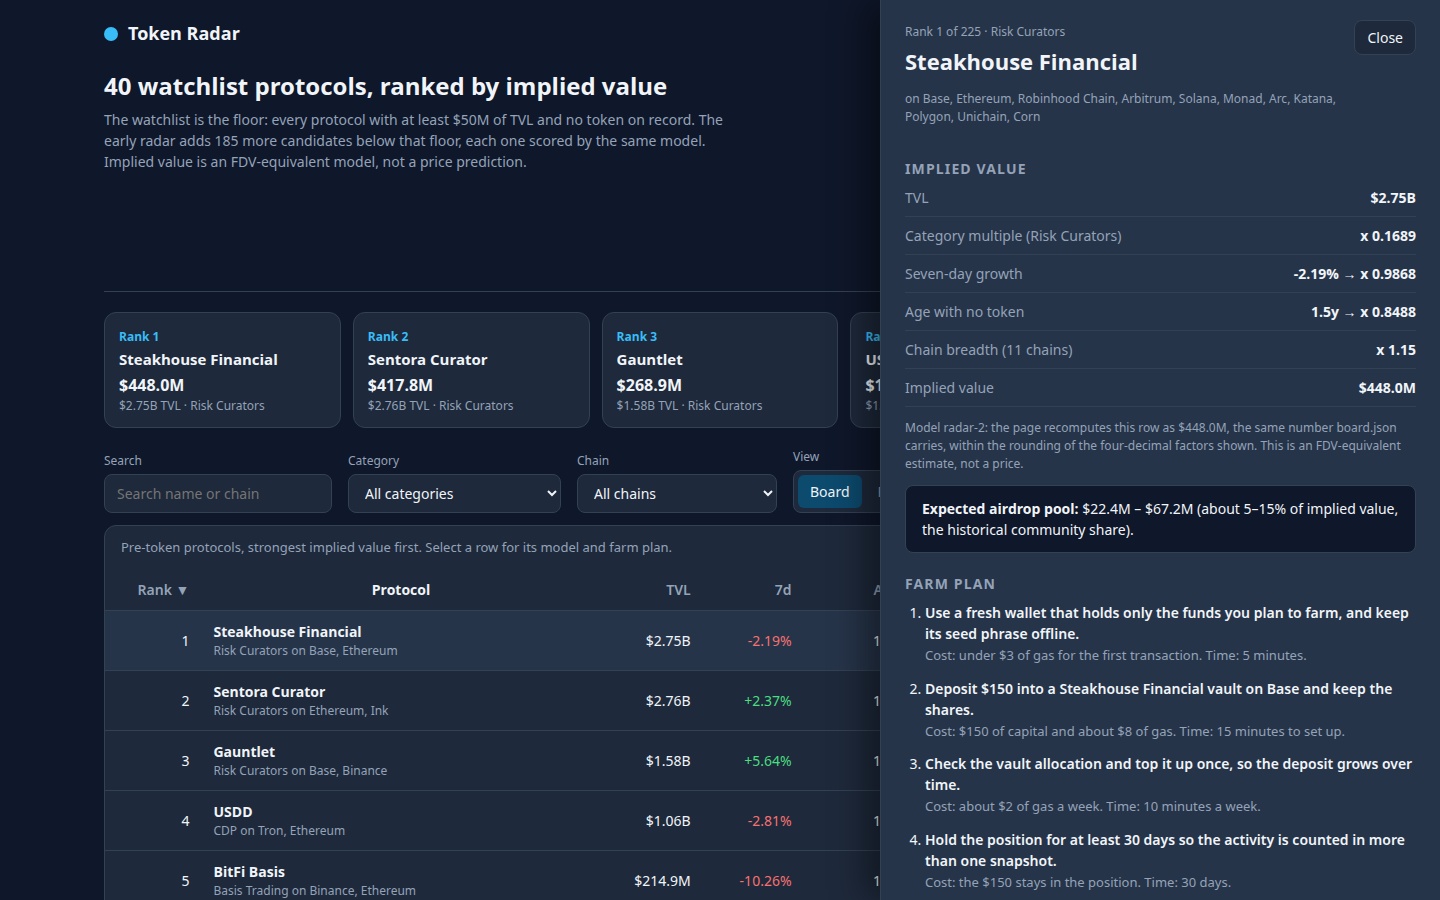 Token Radar
40 watchlist protocols, ranked by implied value
The watchlist is the floor: every protocol with at least $50M of TVL and no token on record. The
early radar adds 185 more candidates below that floor, each one scored by the same model.
Implied value is an FDV-equivalent model, not a price prediction.
Rank 1
Steakhouse Financial
$448.0M
$2.75B TVL · Risk Curators
Rank 2
Sentora Curator
$417.8M
$2.76B TVL · Risk Curators
Rank 3
Gauntlet
$268.9M
$1.58B TVL · Risk Curators
Search
Search name or chain
Category
All categories
Chain
All chains
View
Board
Pre-token protocols, strongest implied value first. Select a row for its model and farm plan.
Rank ▼ Protocol TVL 7d
1 Steakhouse Financial $2.75B -2.19%
Risk Curators on Base, Ethereum
2 Sentora Curator $2.76B +2.37%
Risk Curators on Ethereum, Ink
3 Gauntlet $1.58B +5.64%
Risk Curators on Base, Binance
4 USDD $1.06B -2.81%
CDP on Tron, Ethereum
5 BitFi Basis $214.9M -10.26%
Basis Trading on Binance, Ethereum
Rank 1 of 225 · Risk Curators
Close
Steakhouse Financial
on Base, Ethereum, Robinhood Chain, Arbitrum, Solana, Monad, Arc, Katana,
Polygon, Unichain, Corn
IMPLIED VALUE
TVL $2.75B
Category multiple (Risk Curators) x 0.1689
Seven-day growth -2.19% → x 0.9868
Age with no token 1.5y → x 0.8488
Chain breadth (11 chains) x 1.15
Implied value $448.0M
Model radar-2: the page recomputes this row as $448.0M, the same number board.json
carries, within the rounding of the four-decimal factors shown. This is an FDV-equivalent
estimate, not a price.
Expected airdrop pool: $22.4M – $67.2M (about 5–15% of implied value,
the historical community share).
FARM PLAN
1. Use a fresh wallet that holds only the funds you plan to farm, and keep
its seed phrase offline.
Cost: under $3 of gas for the first transaction. Time: 5 minutes.
2. Deposit $150 into a Steakhouse Financial vault on Base and keep the
shares.
Cost: $150 of capital and about $8 of gas. Time: 15 minutes to set up.
3. Check the vault allocation and top it up once, so the deposit grows over
time.
Cost: about $2 of gas a week. Time: 10 minutes a week.
4. Hold the position for at least 30 days so the activity is counted in more
than one snapshot.
Cost: the $150 stays in the position. Time: 30 days.